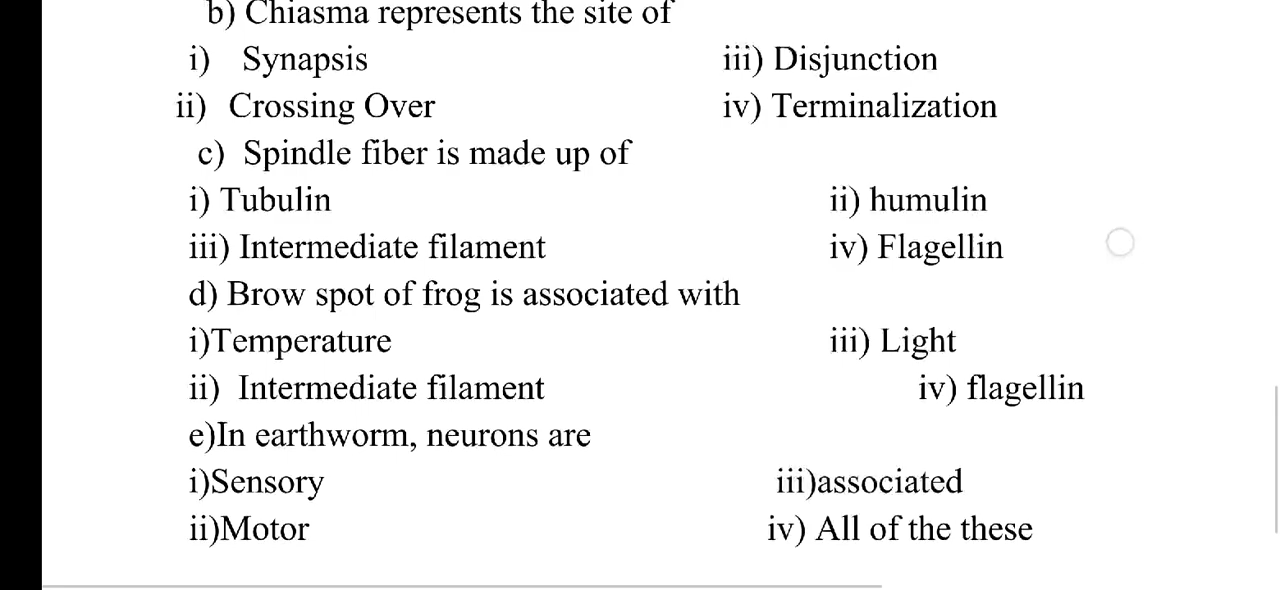 b) Chiasma represents the site of
i) Synapsis iii) Disjunction
ii) Crossing Over iv) Terminalization
c) Spindle fiber is made up of
i) Tubulin ii) humulin
iii) Intermediate filament iv) Flagellin
d) Brow spot of frog is associated with
i)Temperature iii) Light
ii) Intermediate filament iv) flagellin
e)In earthworm, neurons are
i)Sensory iii)associated
ii)Motor iv) All of the these